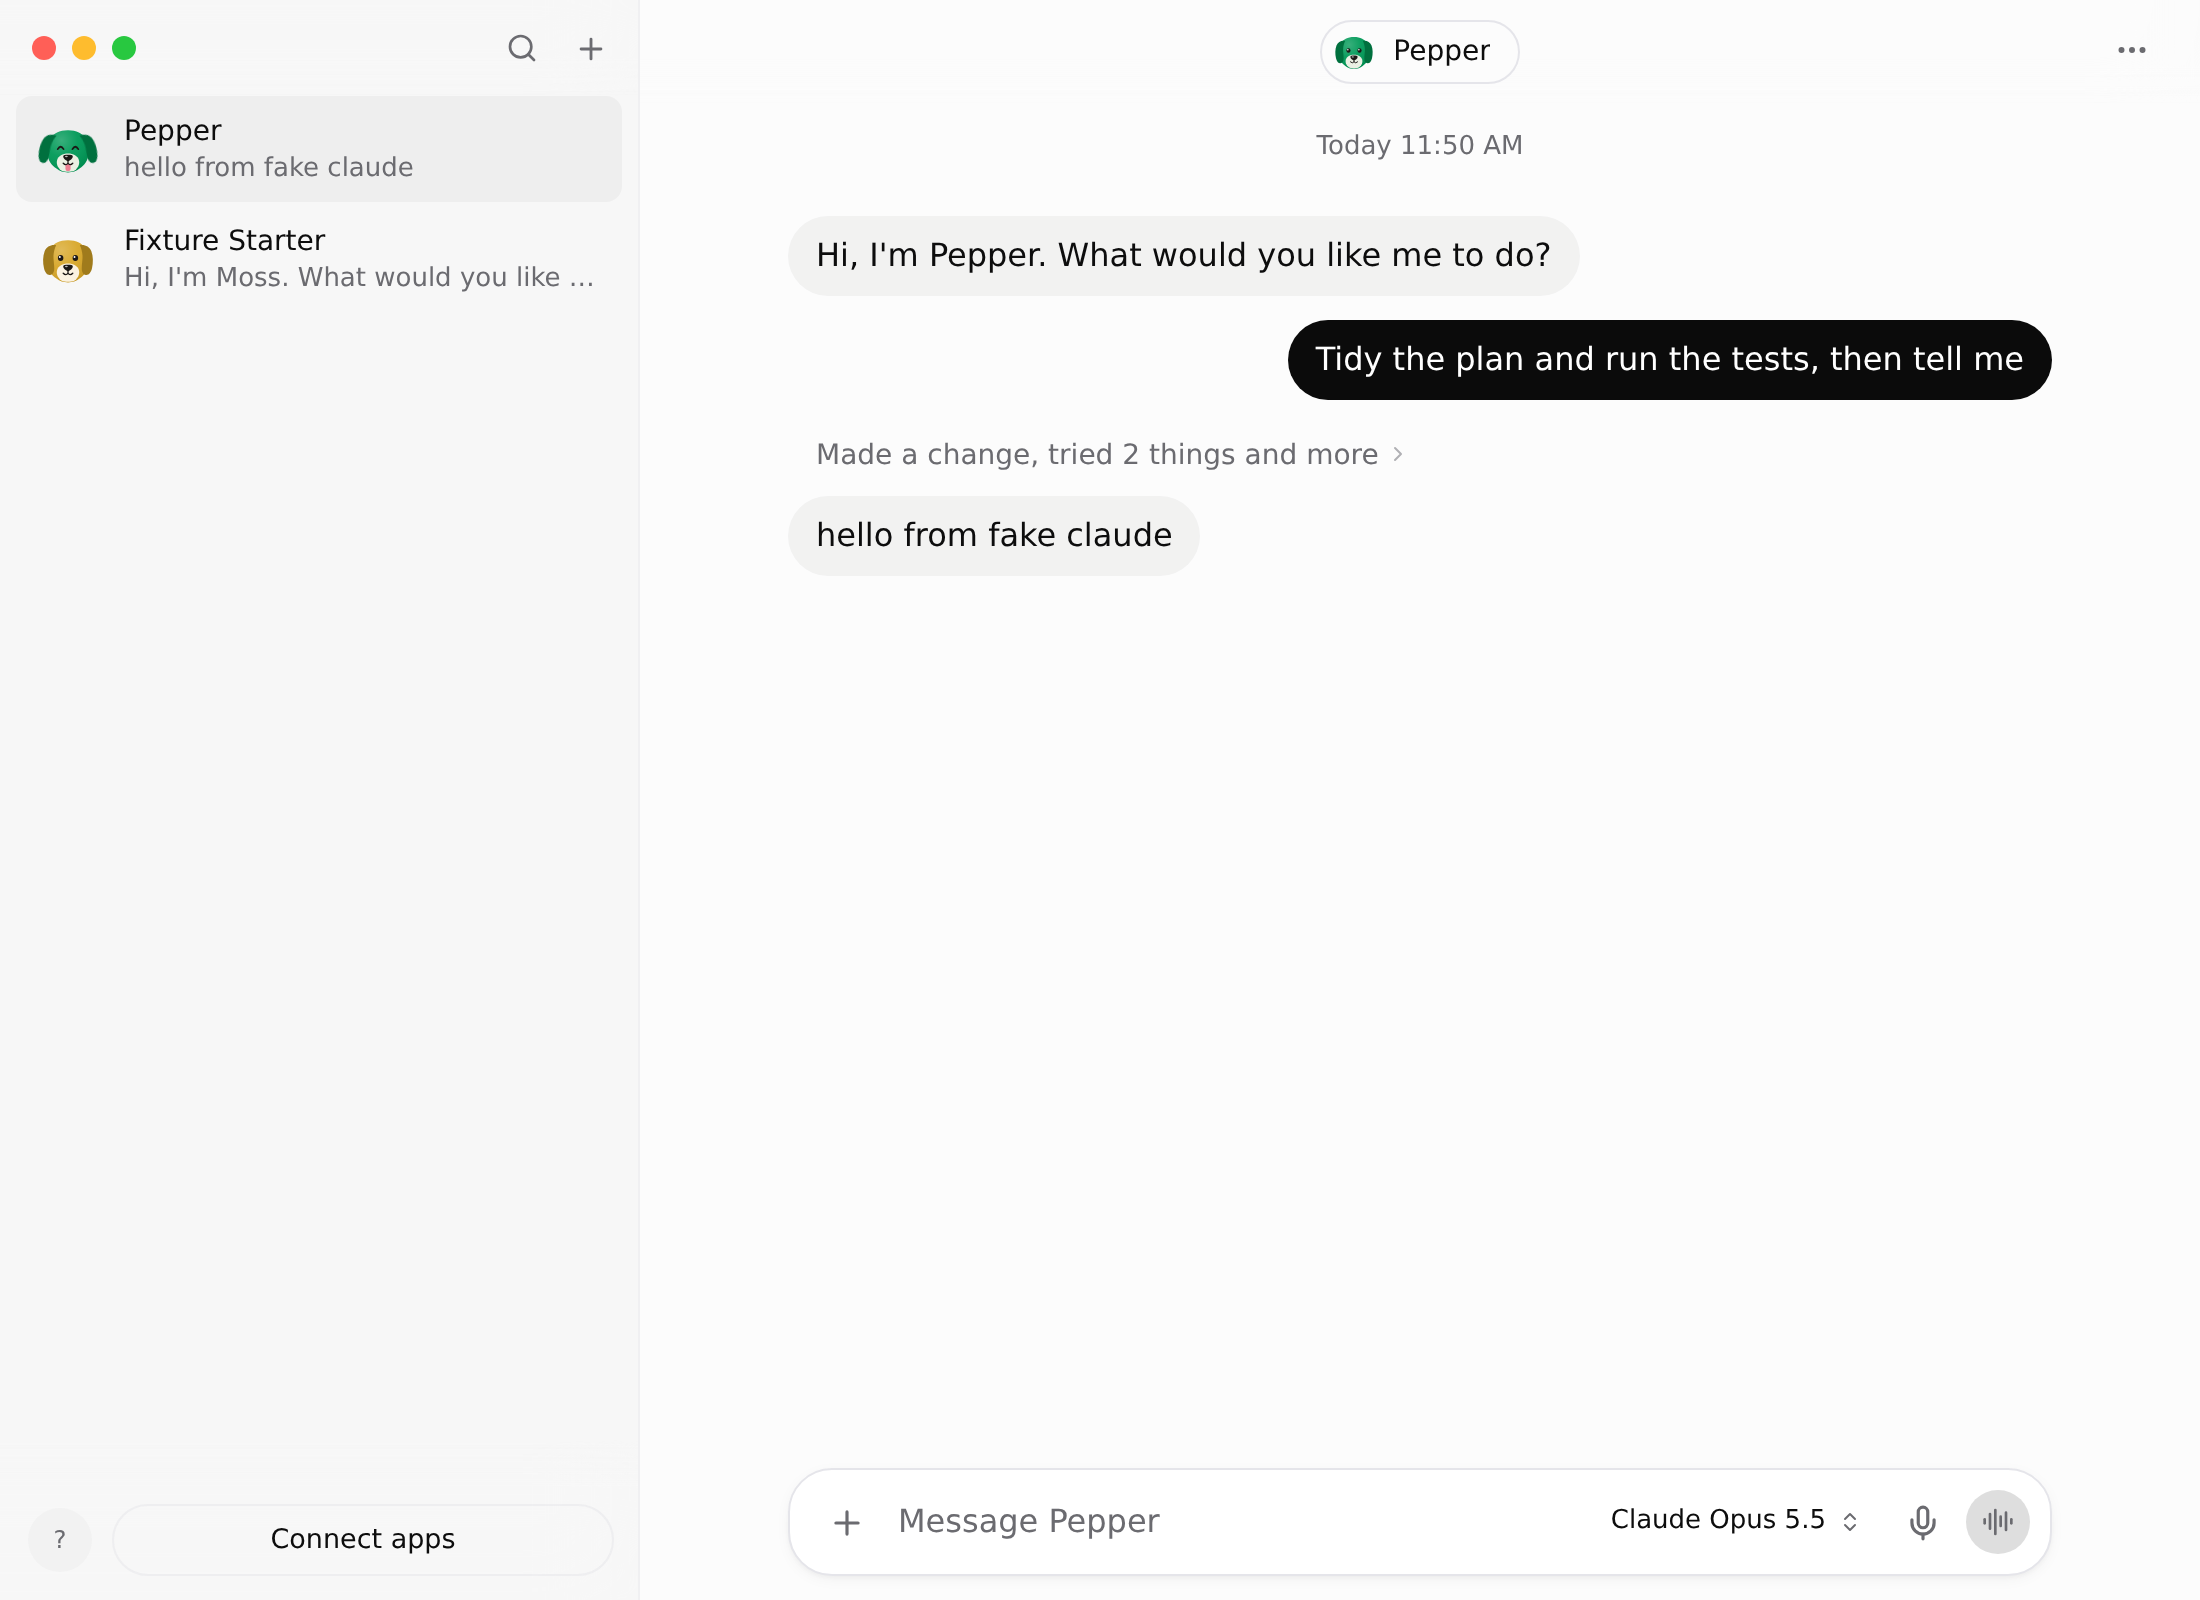 Pepper
hello from fake claude
Fixture Starter
Hi, I'm Moss. What would you like ...
? Connect apps
Pepper
Today 11:50 AM
Hi, I'm Pepper. What would you like me to do?
Tidy the plan and run the tests, then tell me
Made a change, tried 2 things and more
hello from fake claude
Message Pepper
Claude Opus 5.5